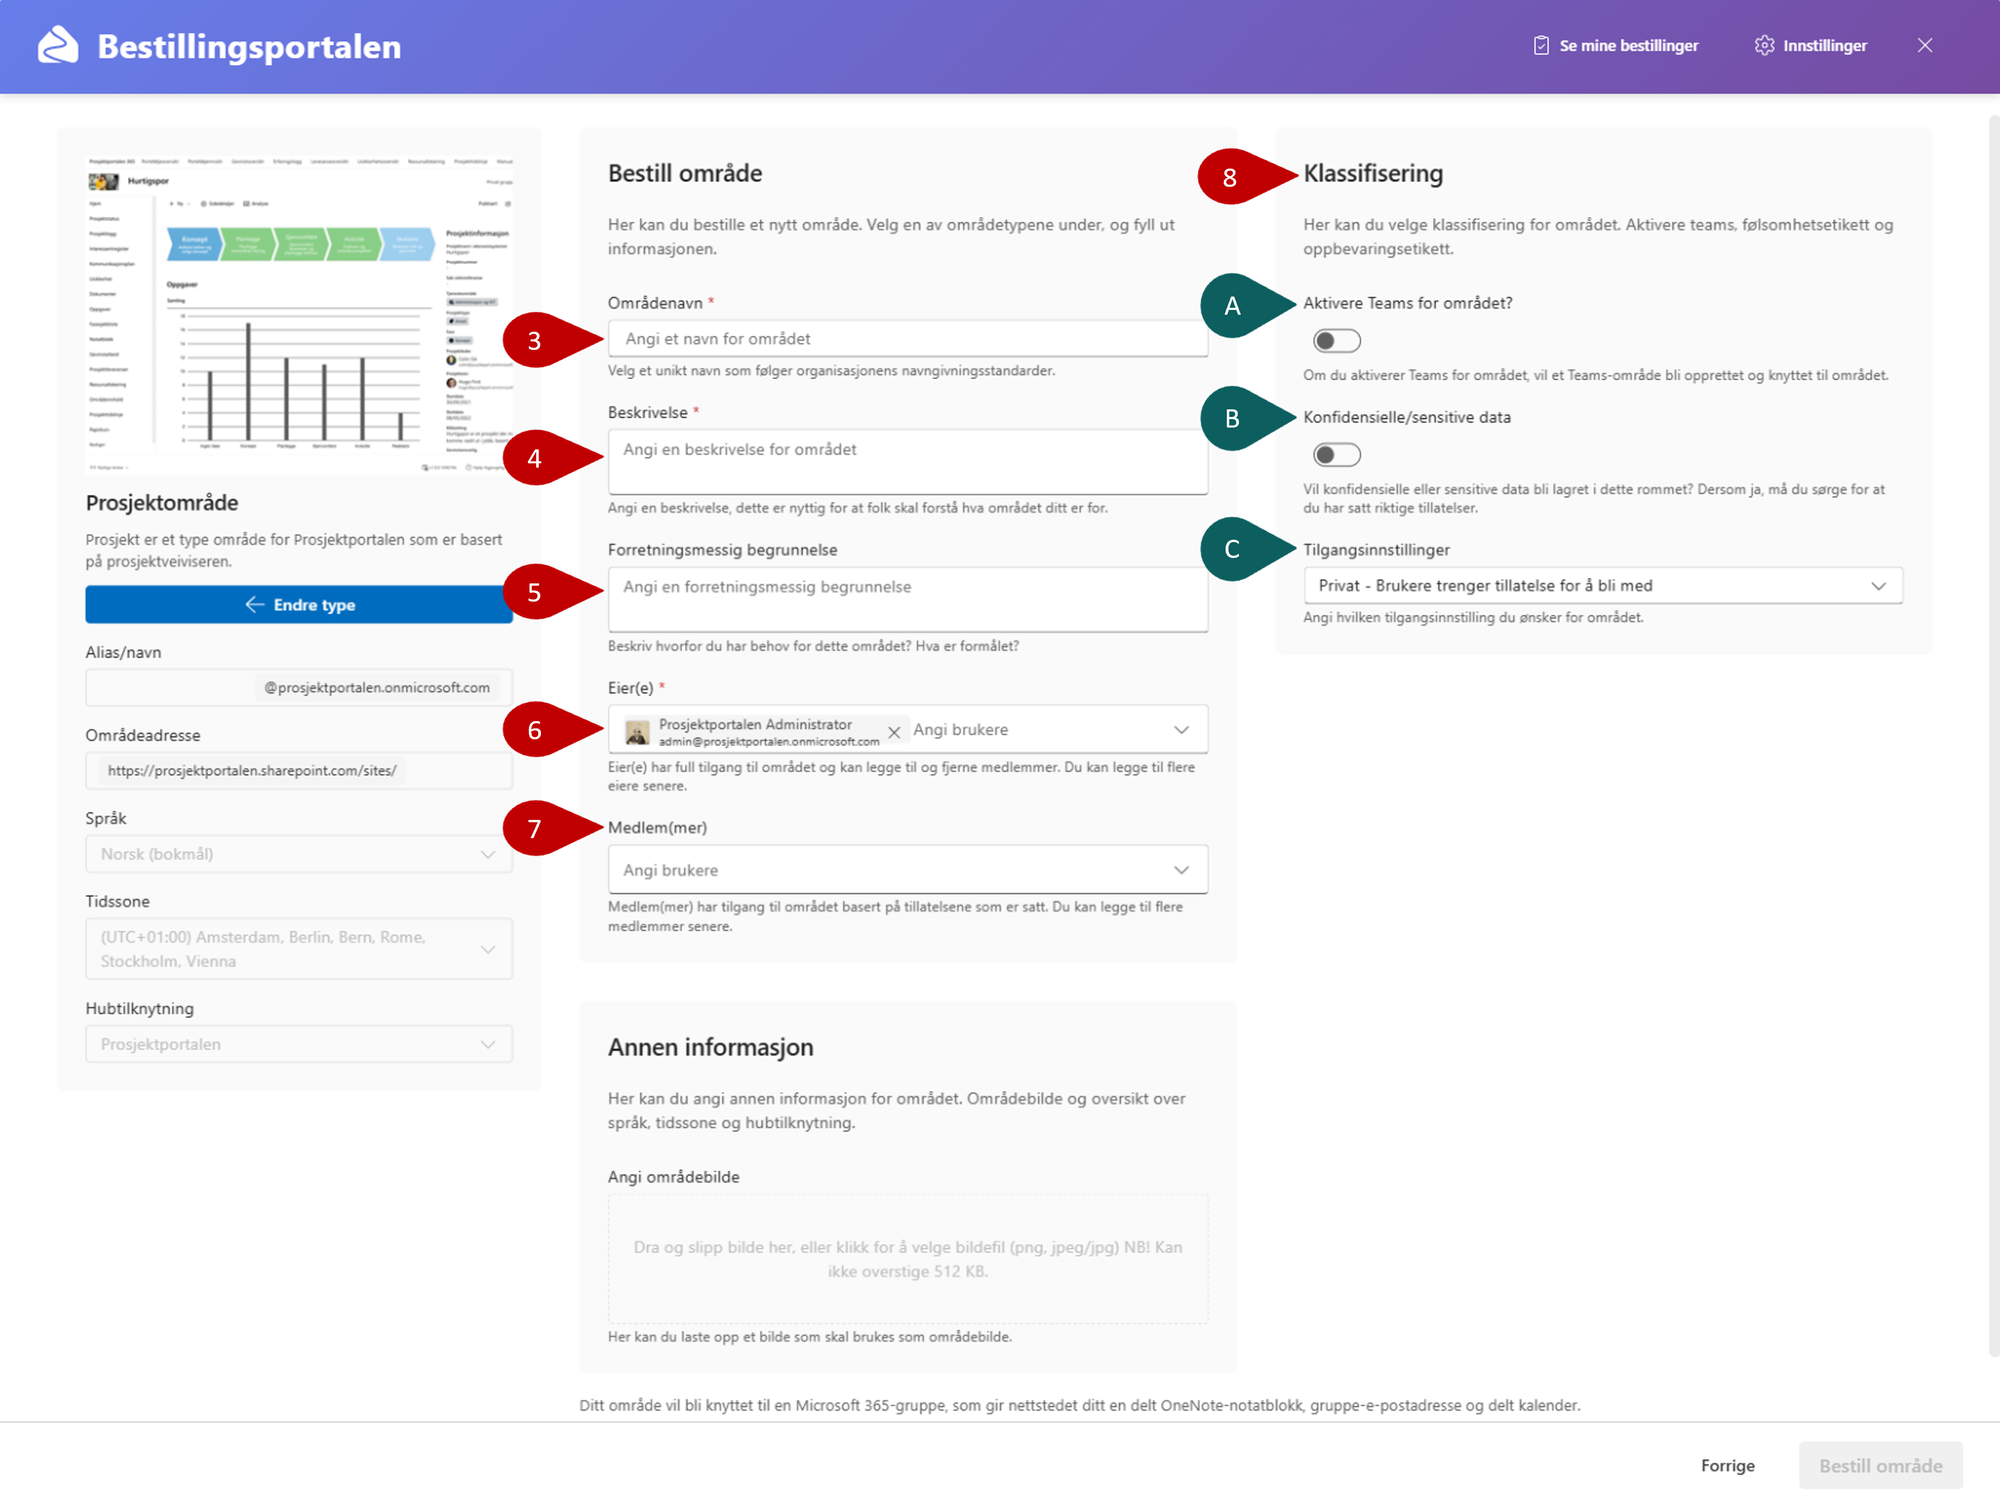 Bestillingsportalen
Se mine bestillinger
Innstillinger
Hurtigspor
Konsept
Prosjektinformasjon
Oppgaver
Prosjektområde
Prosjekt er et type område for Prosjektportalen som er basert
på prosjektveiviseren.
Endre type
Alias/navn
@prosjektportalen.onmicrosoft.com
Områdeadresse
https://prosjektportalen.sharepoint.com/sites/
Språk
Norsk (bokmål)
Tidssone
(UTC+01:00) Amsterdam, Berlin, Bern, Rome,
Stockholm, Vienna
Hubtilknytning
Prosjektportalen
Bestill område
Her kan du bestille et nytt område. Velg en av områdetypene under, og fyll ut
informasjonen.
Områdenavn *
3
Angi et navn for området
Velg et unikt navn som følger organisasjonens navngivningsstandarder.
Beskrivelse *
4
Angi en beskrivelse for området
Angi en beskrivelse, dette er nyttig for at folk skal forstå hva området ditt er for.
Forretningsmessig begrunnelse
5
Angi en forretningsmessig begrunnelse
Beskriv hvorfor du har behov for dette området? Hva er formålet?
Eier(e) *
6
Prosjektportalen Administrator
admin@prosjektportalen.onmicrosoft.com
Angi brukere
Eier(e) har full tilgang til området og kan legge til og fjerne medlemmer. Du kan legge til flere
eiere senere.
7
Medlem(mer)
Angi brukere
Medlem(mer) har tilgang til området basert på tillatelsene som er satt. Du kan legge til flere
medlemmer senere.
Annen informasjon
Her kan du angi annen informasjon for området. Områdebilde og oversikt over
språk, tidssone og hubtilknytning.
Angi områdebilde
Dra og slipp bilde her, eller klikk for å velge bildefil (png, jpeg/jpg) NB! Kan
ikke overstige 512 KB.
Her kan du laste opp et bilde som skal brukes som områdebilde.
8
Klassifisering
Her kan du velge klassifisering for området. Aktivere teams, følsomhetsetikett og
oppbevaringsetikett.
A
Aktivere Teams for området?
Om du aktiverer Teams for området, vil et Teams-område bli opprettet og knyttet til området.
B
Konfidensielle/sensitive data
Vil konfidensielle eller sensitive data bli lagret i dette rommet? Dersom ja, må du sørge for at
du har satt riktige tillatelser.
C
Tilgangsinnstillinger
Privat - Brukere trenger tillatelse for å bli med
Angi hvilken tilgangsinnstilling du ønsker for området.
Ditt område vil bli knyttet til en Microsoft 365-gruppe, som gir nettstedet ditt en delt OneNote-notatblokk, gruppe-e-postadresse og delt kalender.
Forrige
Bestill område